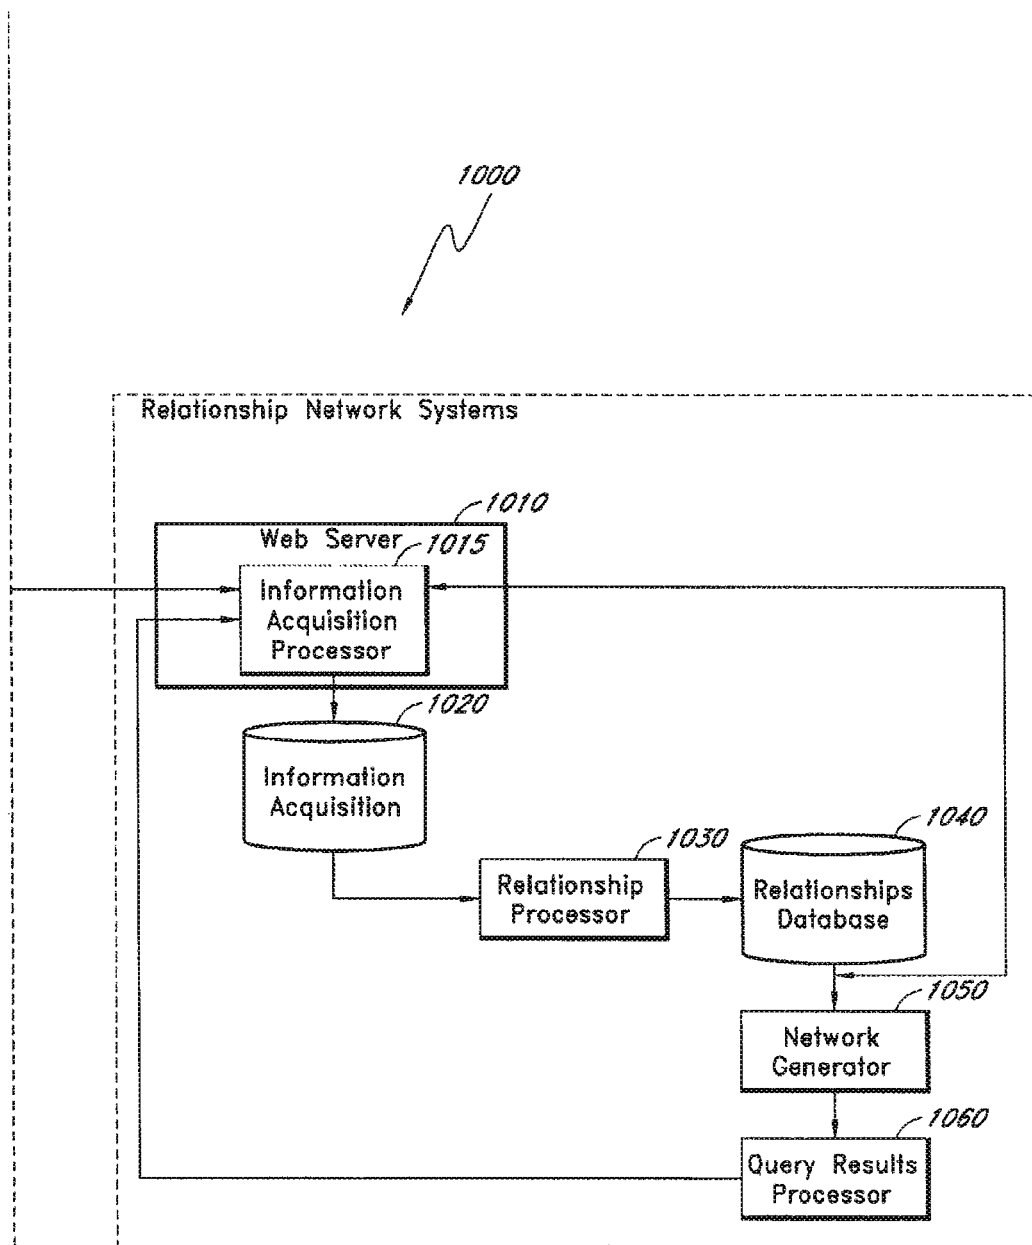 1000
Relationship Network Systems
1010
Web Server
1015
Information
Acquisition
Processor
1020
Information
Acquisition
1030
Relationship
Processor
1040
Relationships
Database
1050
Network
Generator
1060
Query Results
Processor